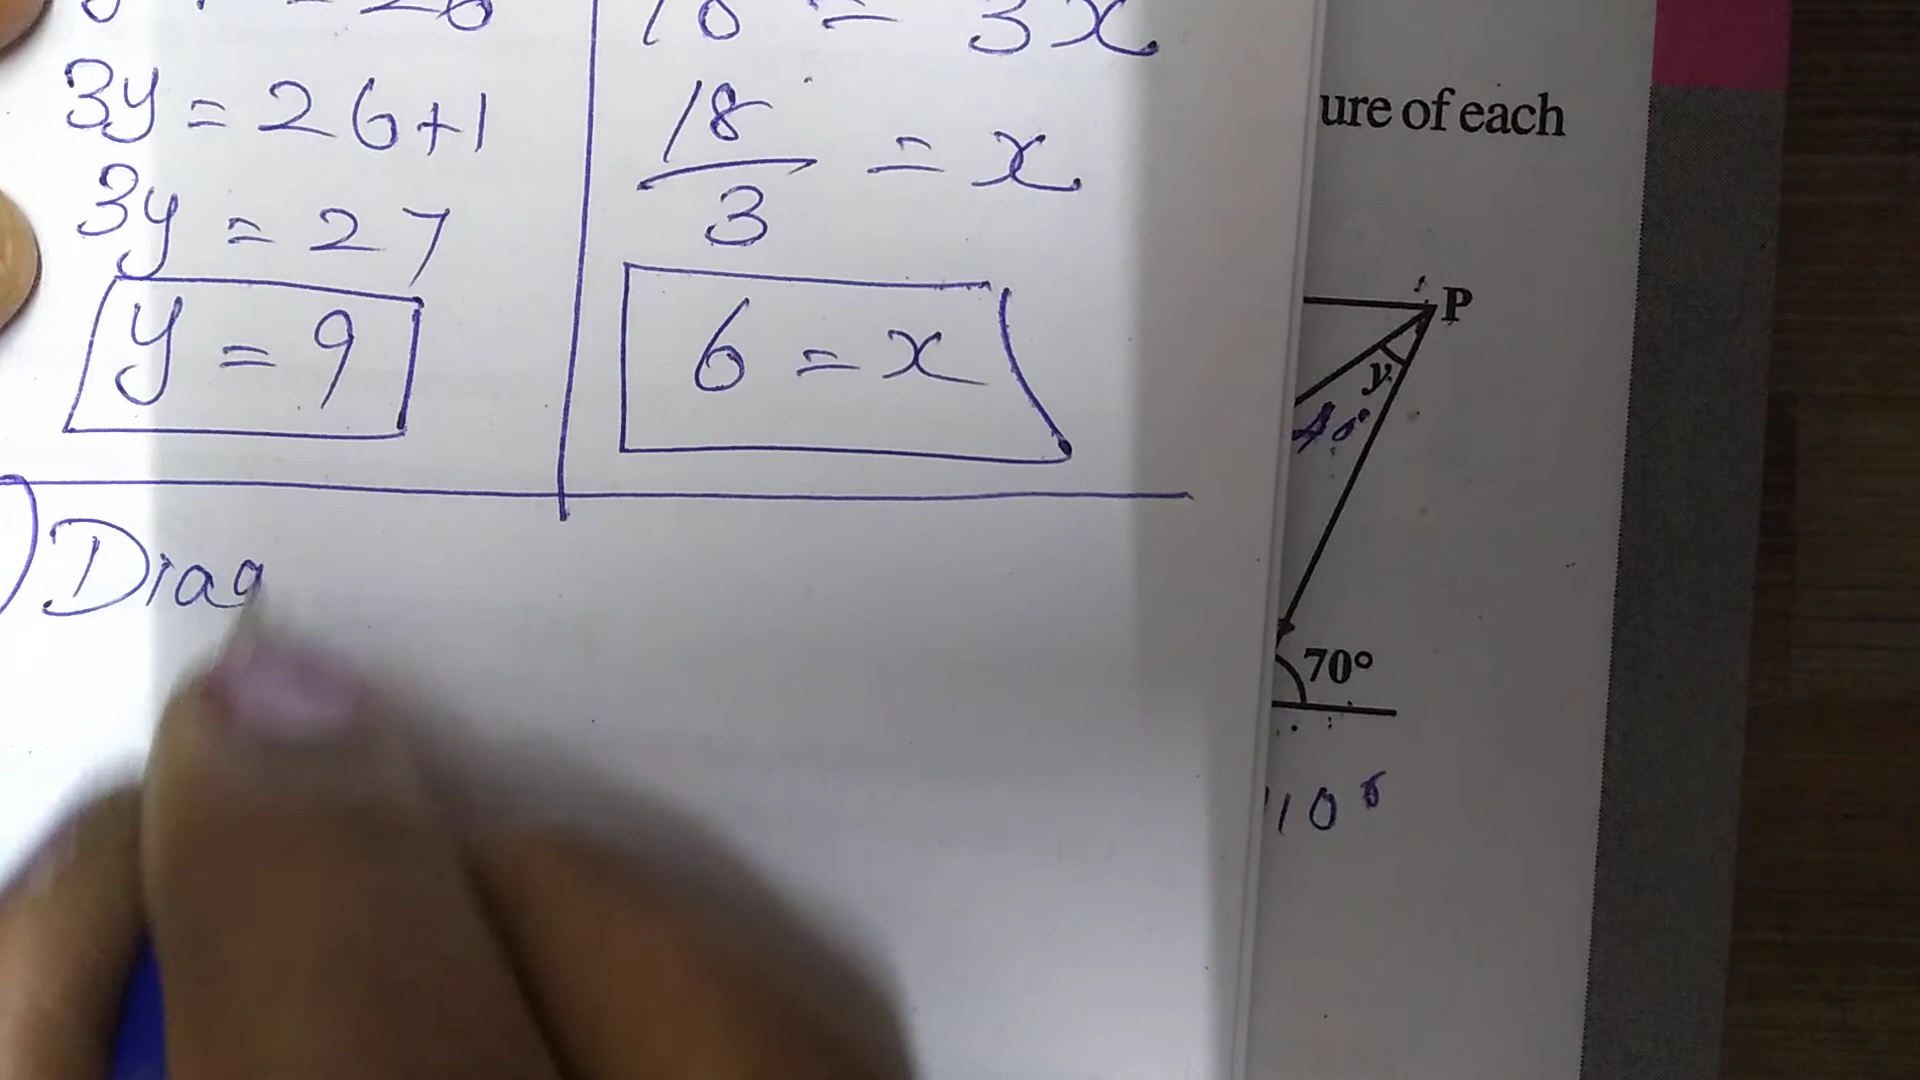 3y = 26+1
3y = 27
y = 9
18 = 3x
18/3 = x
6 = x
) Diag
ure of each
P
y
40°
70°
110°